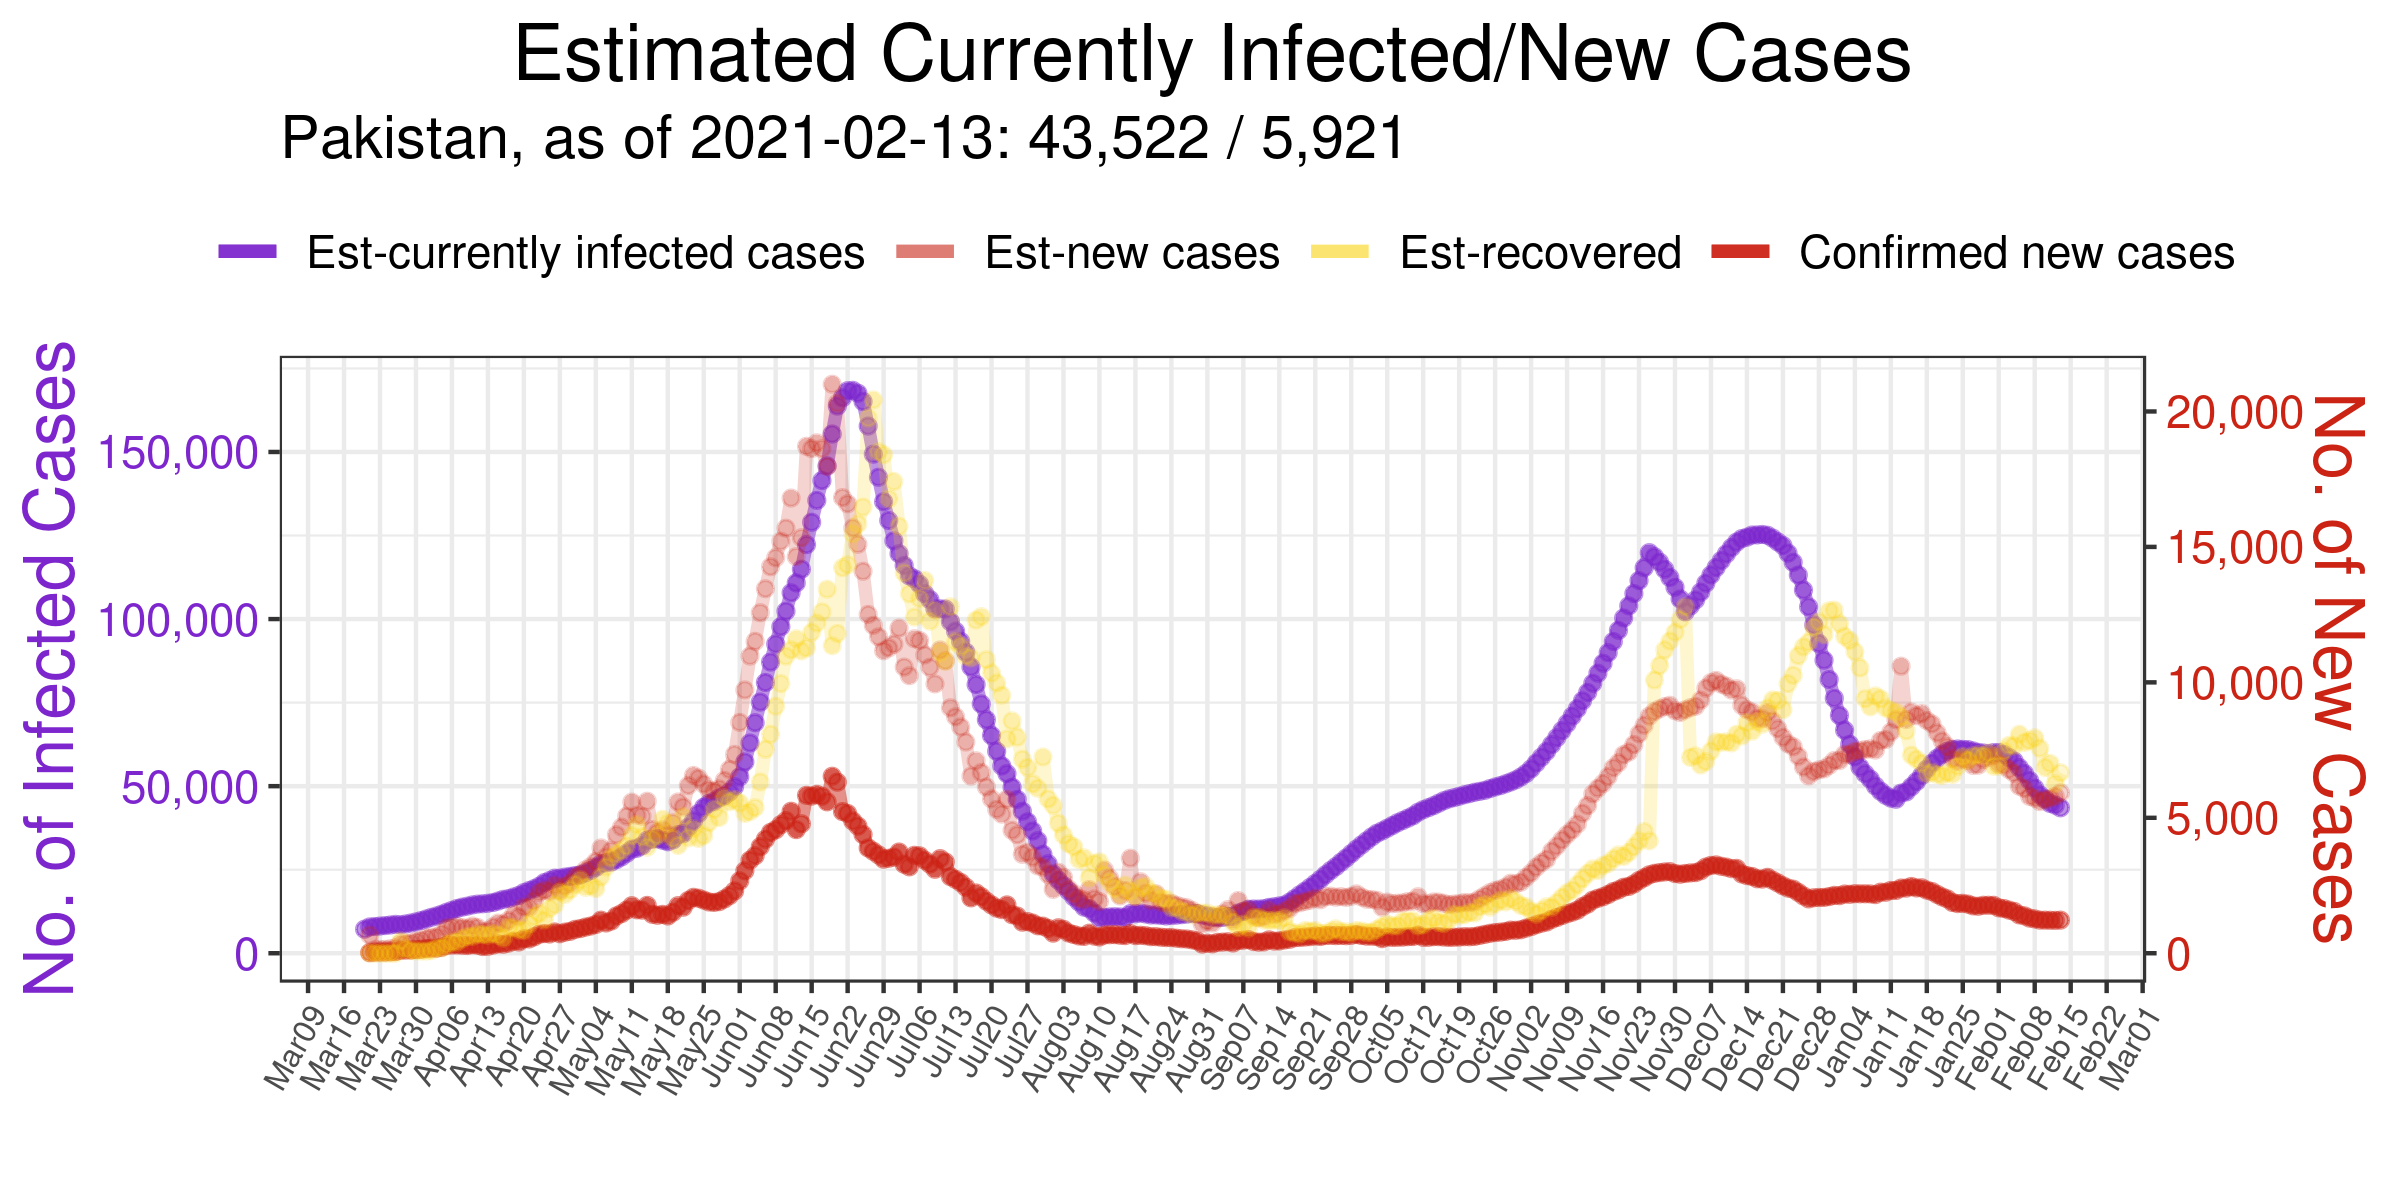 Estimated Currently Infected/New Cases
Pakistan, as of 2021-02-13: 43,522 / 5,921
Est-currently infected cases Est-new cases Est-recovered Confirmed new cases
No. of Infected Cases
150,000
100,000
50,000
0
20,000
15,000
10,000
5,000
0
No. of New Cases
Mar09 Mar16 Mar23 Mar30 Apr06 Apr13 Apr20 Apr27 May04 May11 May18 May25 Jun01 Jun08 Jun15 Jun22 Jun29 Jul06 Jul13 Jul20 Jul27 Aug03 Aug10 Aug17 Aug24 Aug31 Sep07 Sep14 Sep21 Sep28 Oct05 Oct12 Oct19 Oct26 Nov02 Nov09 Nov16 Nov23 Nov30 Dec07 Dec14 Dec21 Dec28 Jan04 Jan11 Jan18 Jan25 Feb01 Feb08 Feb15 Feb22 Mar01